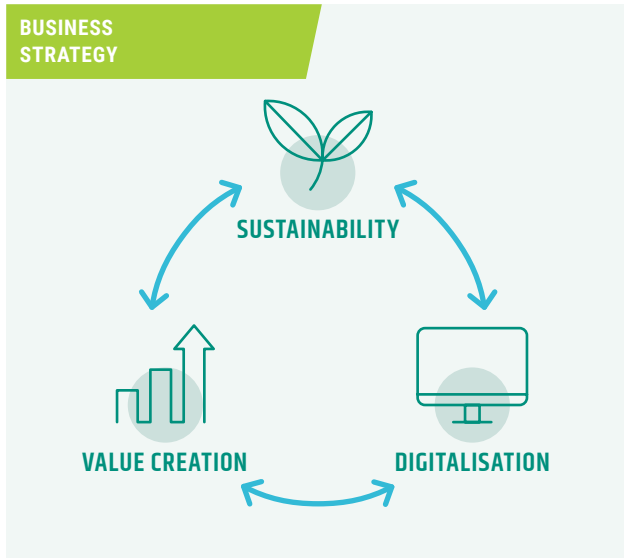 BUSINESS
STRATEGY
SUSTAINABILITY
VALUE CREATION
DIGITALISATION